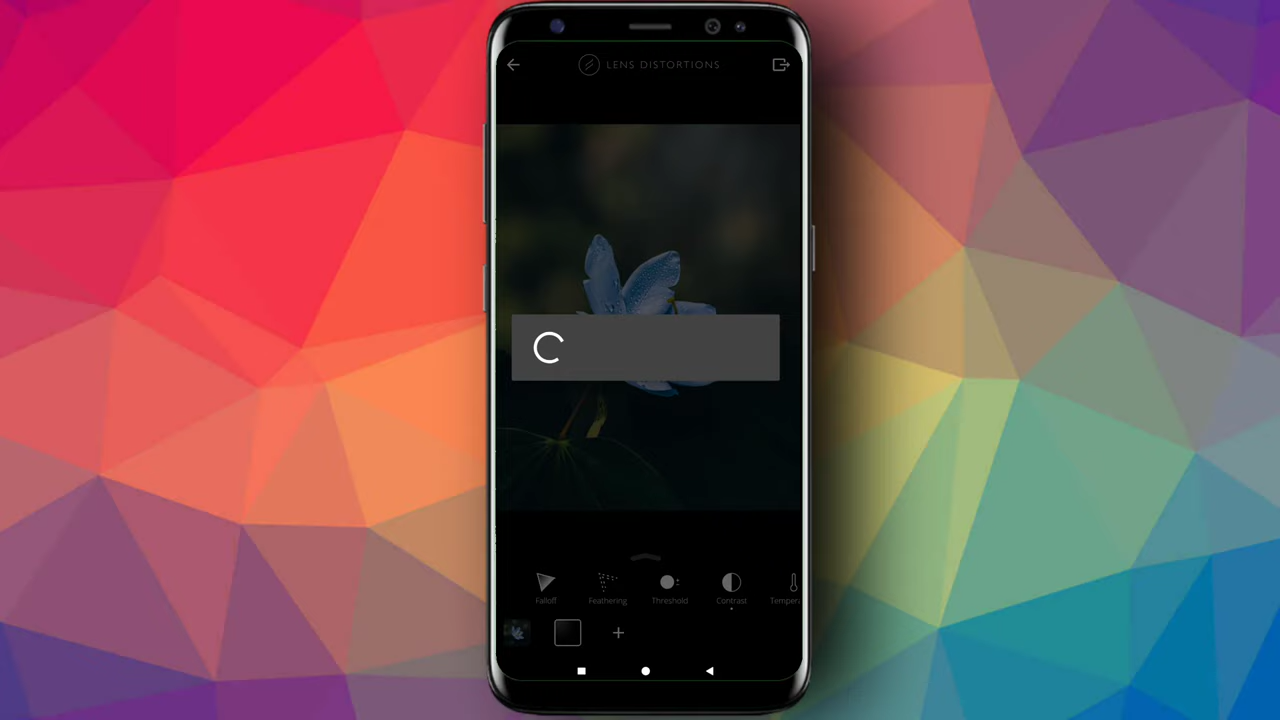 LENS DISTORTIONS
Falloff
Feathering
Threshold
Contrast
Tempera